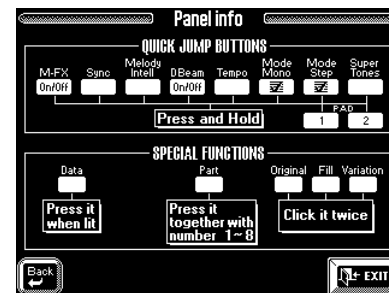 Panel info
QUICK JUMP BUTTONS
M-FX Sync Melody Intell DBeam Tempo Mode Mono Mode Step Super Tones
On/Off On/Off
Press and Hold
PAD
1 2
SPECIAL FUNCTIONS
Data Part Original Fill Variation
Press it when lit
Press it together with number 1~8
Click it twice
Back
EXIT